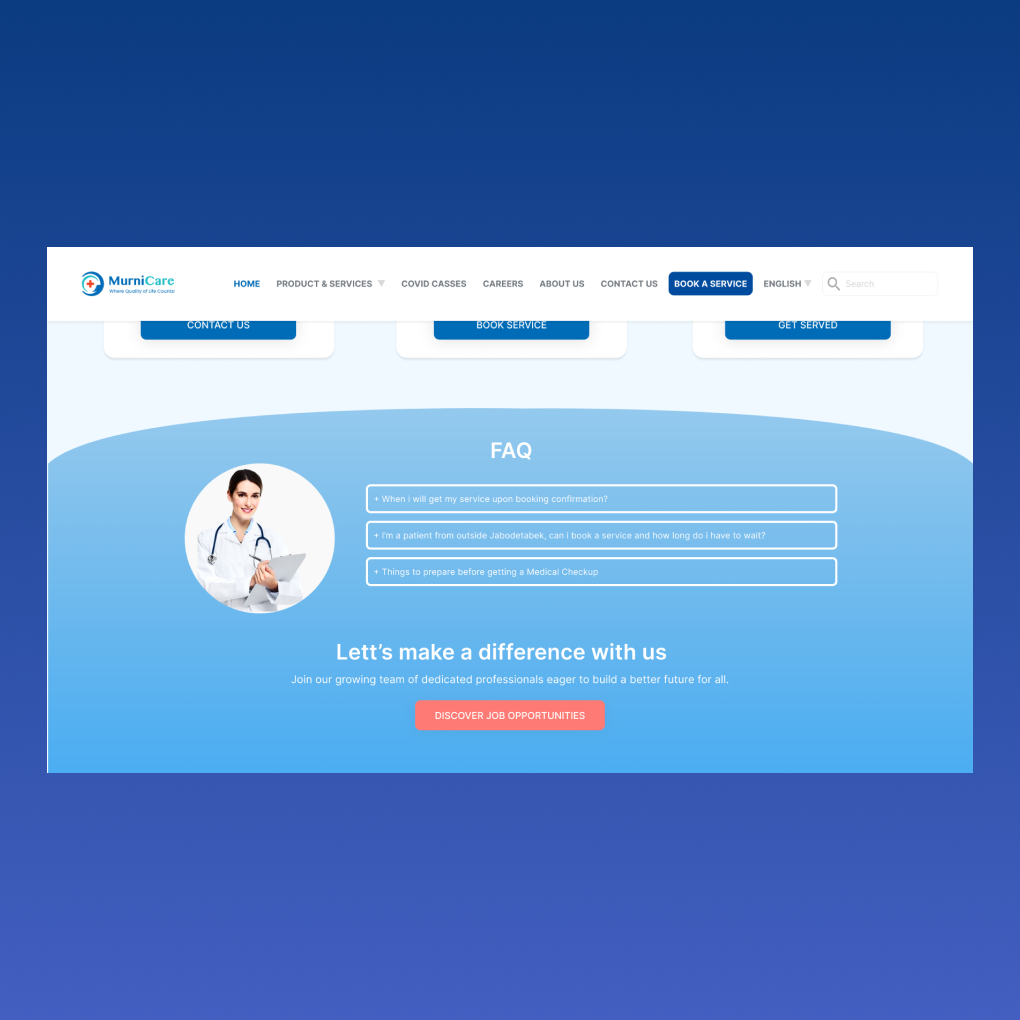 MurniCare
Where Quality of Life Counts!
HOME
PRODUCT & SERVICES
COVID CASSES
CAREERS
ABOUT US
CONTACT US
BOOK A SERVICE
ENGLISH
Search
CONTACT US
BOOK SERVICE
GET SERVED
FAQ
+ When i will get my service upon booking confirmation?
+ I'm a patient from outside Jabodetabek, can i book a service and how long do i have to wait?
+ Things to prepare before getting a Medical Checkup
Lett’s make a difference with us
Join our growing team of dedicated professionals eager to build a better future for all.
DISCOVER JOB OPPORTUNITIES